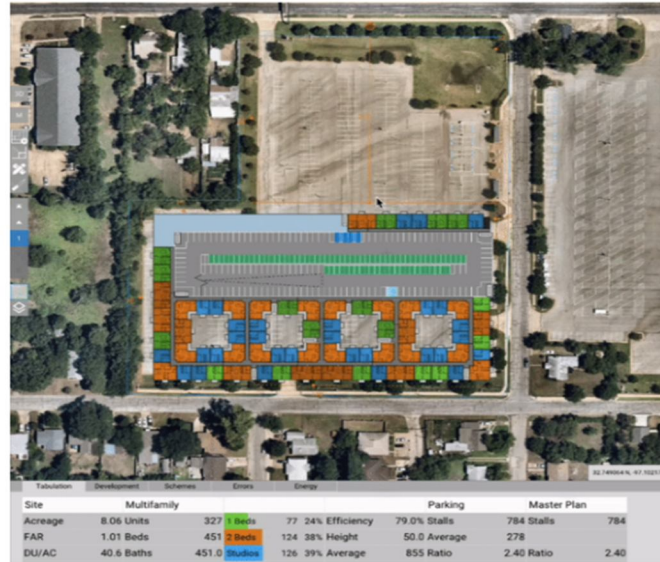 32.749064 N, -97.1021
Tabulation Development Schemes Errors Energy
Site Multifamily Parking Master Plan
Acreage 8.06 Units 327 1 Beds 77 24% Efficiency 79.0% Stalls 784 Stalls 784
FAR 1.01 Beds 451 2 Beds 124 38% Height 50.0 Average 278
DU/AC 40.6 Baths 451.0 Studios 126 39% Average 855 Ratio 2.40 Ratio 2.40